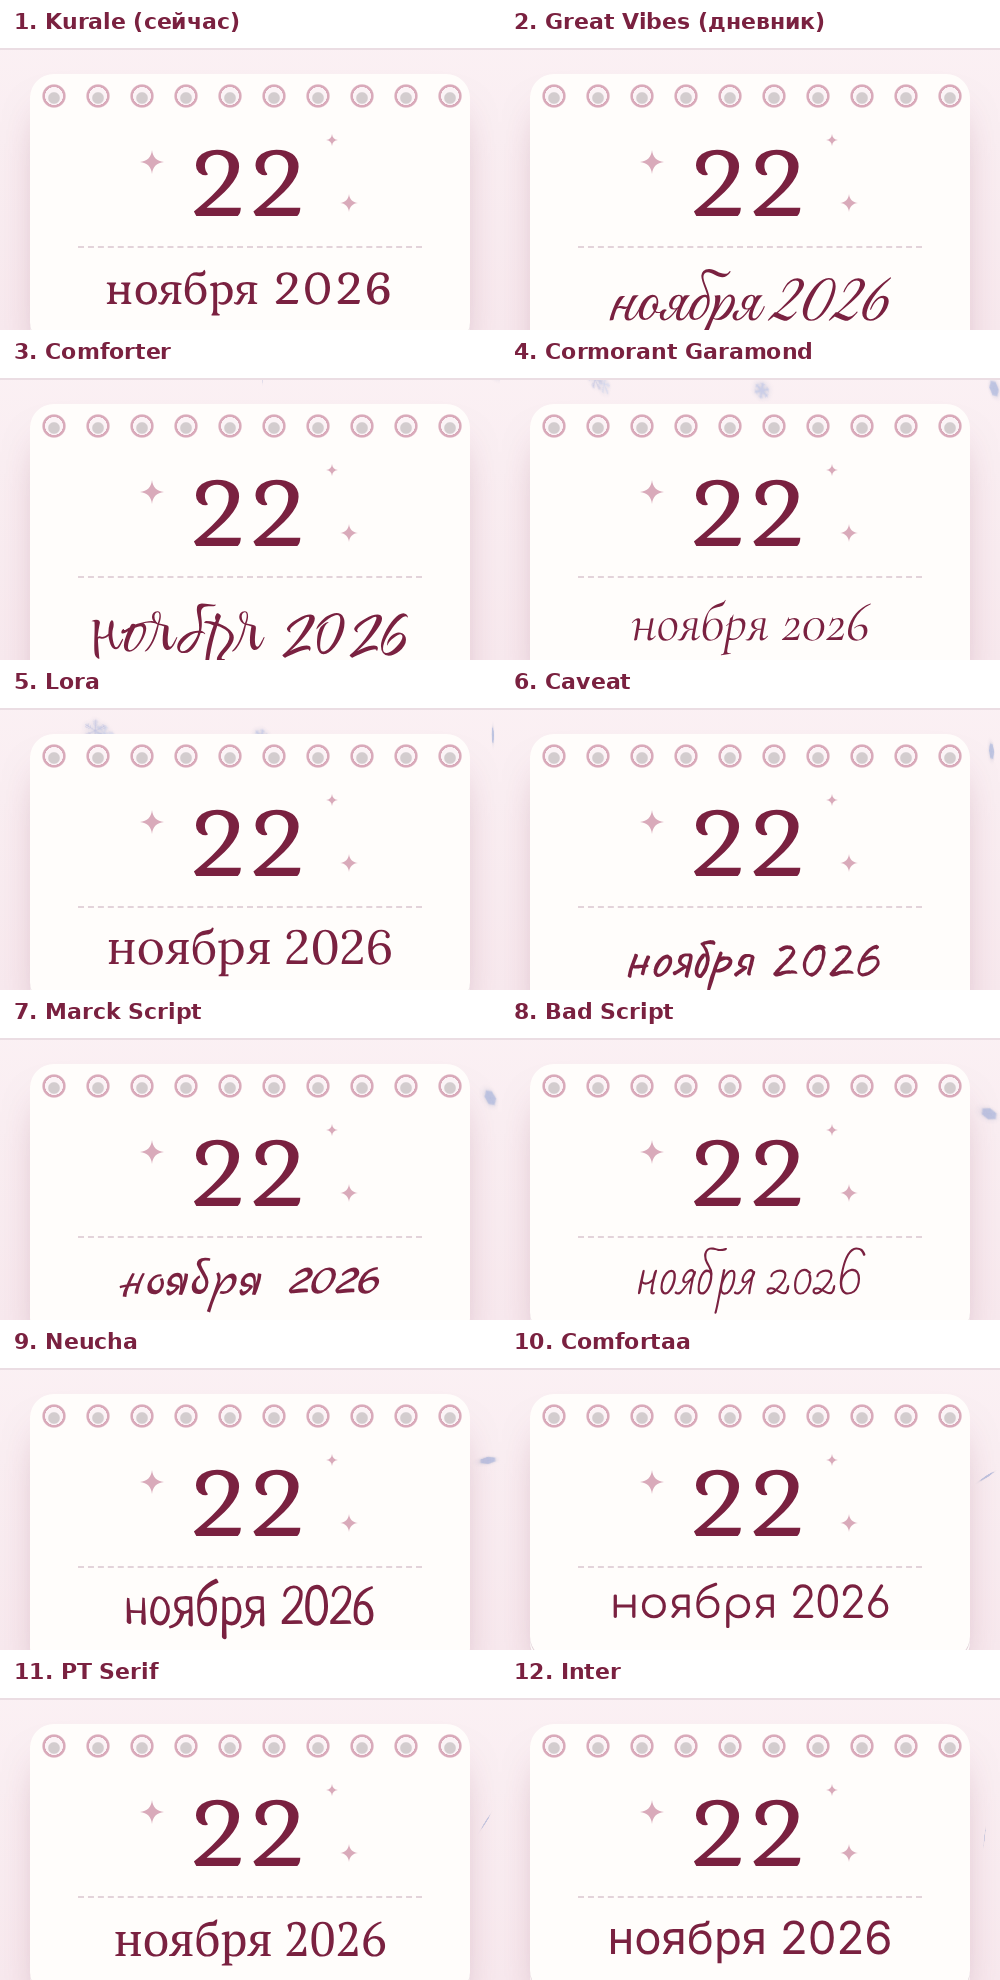 1. Kurale (сейчас)
22
ноября 2026
2. Great Vibes (дневник)
22
ноября 2026
3. Comforter
22
ноября 2026
4. Cormorant Garamond
22
ноября 2026
5. Lora
22
ноября 2026
6. Caveat
22
ноября 2026
7. Marck Script
22
ноября 2026
8. Bad Script
22
ноября 2026
9. Neucha
22
ноября 2026
10. Comfortaa
22
ноября 2026
11. PT Serif
22
ноября 2026
12. Inter
22
ноября 2026